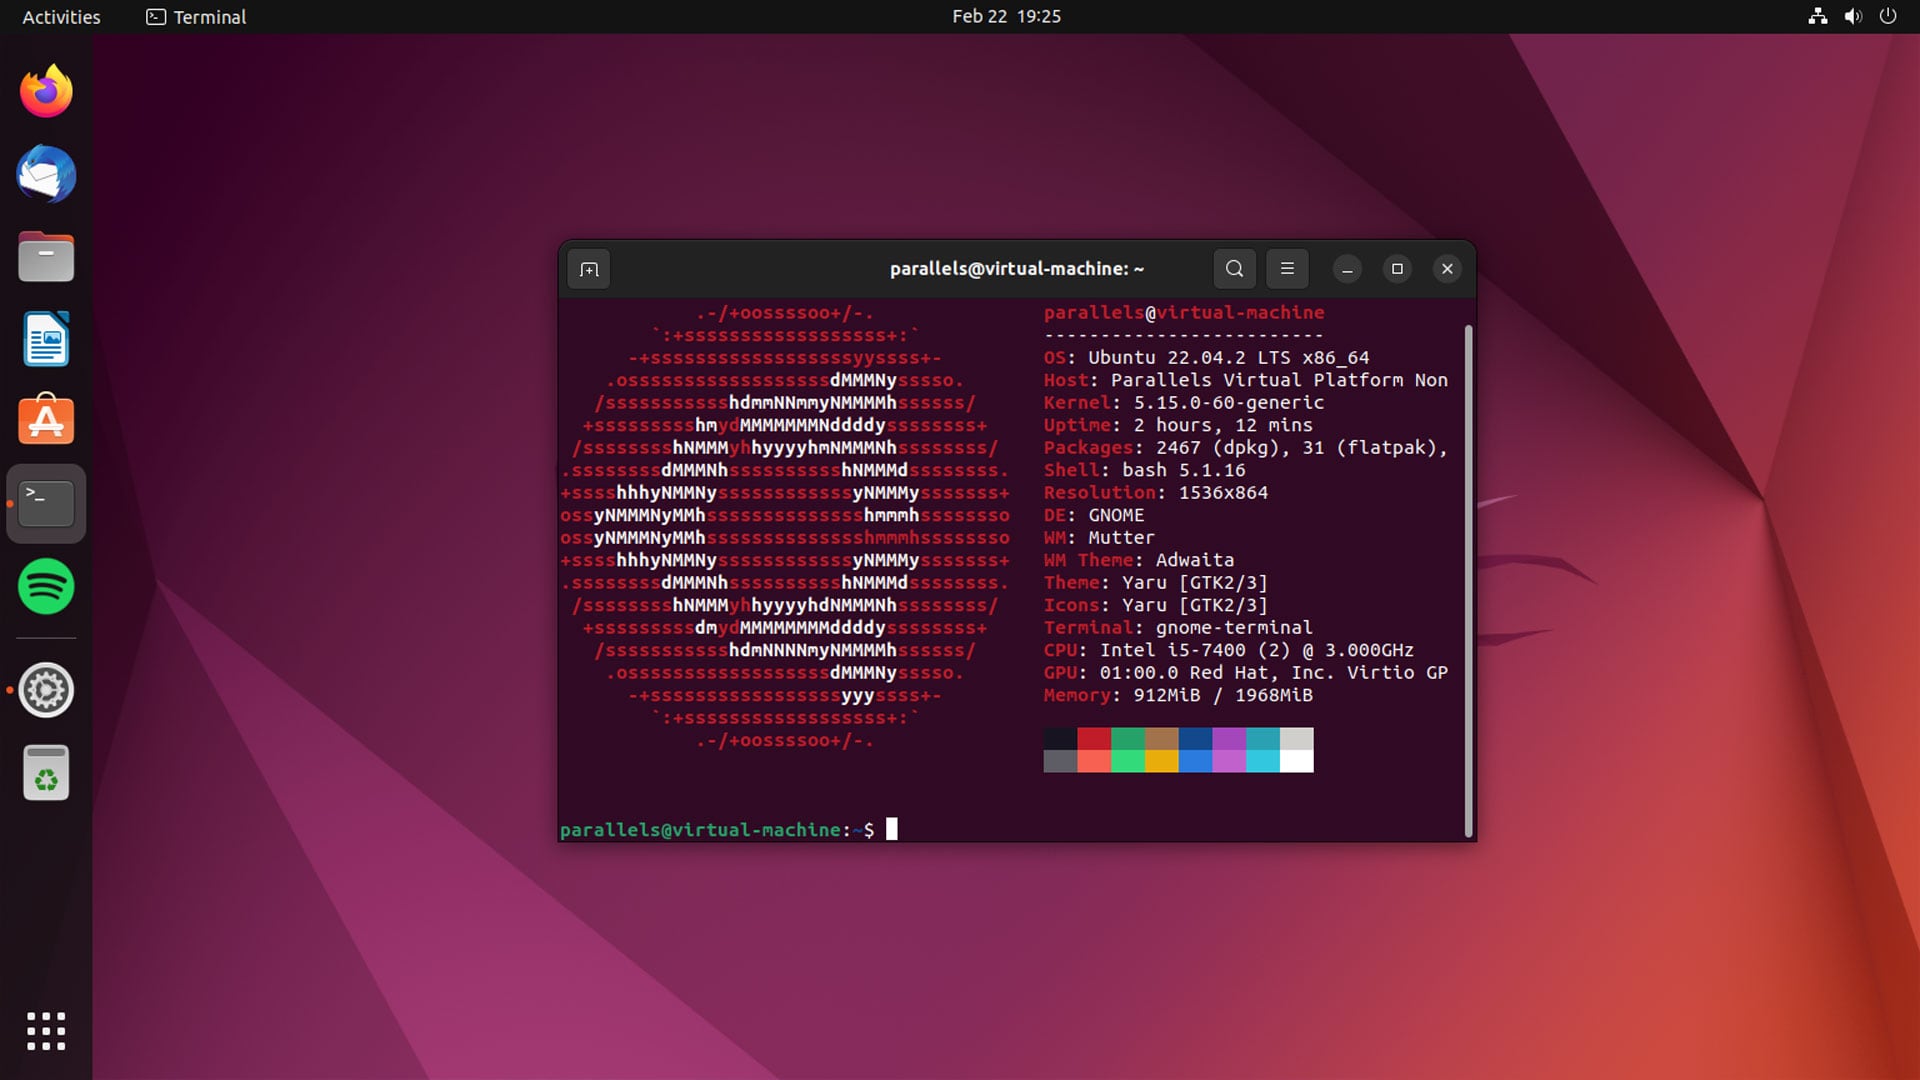 Activities Terminal Feb 22 19:25
parallels@virtual-machine: ~
.-/+oossssoo+/-. parallels@virtual-machine
`:+ssssssssssssssssss+:` -------------------------
-+ssssssssssssssssssyyssss+- OS: Ubuntu 22.04.2 LTS x86_64
.ossssssssssssssssssdMMMNysssso. Host: Parallels Virtual Platform Non
/ssssssssssshdmmNNmmyNMMMMhssssss/ Kernel: 5.15.0-60-generic
+ssssssssshmydMMMMMMMNddddyssssssss+ Uptime: 2 hours, 12 mins
/sssssssshNMMMyhhyyyyhmNMMMNhssssssss/ Packages: 2467 (dpkg), 31 (flatpak),
.ssssssssdMMMNhsssssssssshNMMMdssssssss. Shell: bash 5.1.16
+sssshhhyNMMNyssssssssssssyNMMMysssssss+ Resolution: 1536x864
ossyNMMMNyMMhsssssssssssssshmmmhssssssso DE: GNOME
ossyNMMMNyMMhsssssssssssssshmmmhssssssso WM: Mutter
+sssshhhyNMMNyssssssssssssyNMMMysssssss+ WM Theme: Adwaita
.ssssssssdMMMNhsssssssssshNMMMdssssssss. Theme: Yaru [GTK2/3]
/sssssssshNMMMyhhyyyyhdNMMMNhssssssss/ Icons: Yaru [GTK2/3]
+sssssssssdmydMMMMMMMMddddyssssssss+ Terminal: gnome-terminal
/ssssssssssshdmNNNNmyNMMMMhssssss/ CPU: Intel i5-7400 (2) @ 3.000GHz
.ossssssssssssssssssdMMMNysssso. GPU: 01:00.0 Red Hat, Inc. Virtio GP
-+sssssssssssssssssyyyssss+- Memory: 912MiB / 1968MiB
`:+ssssssssssssssssss+:`
.-/+oossssoo+/-.
parallels@virtual-machine:~$